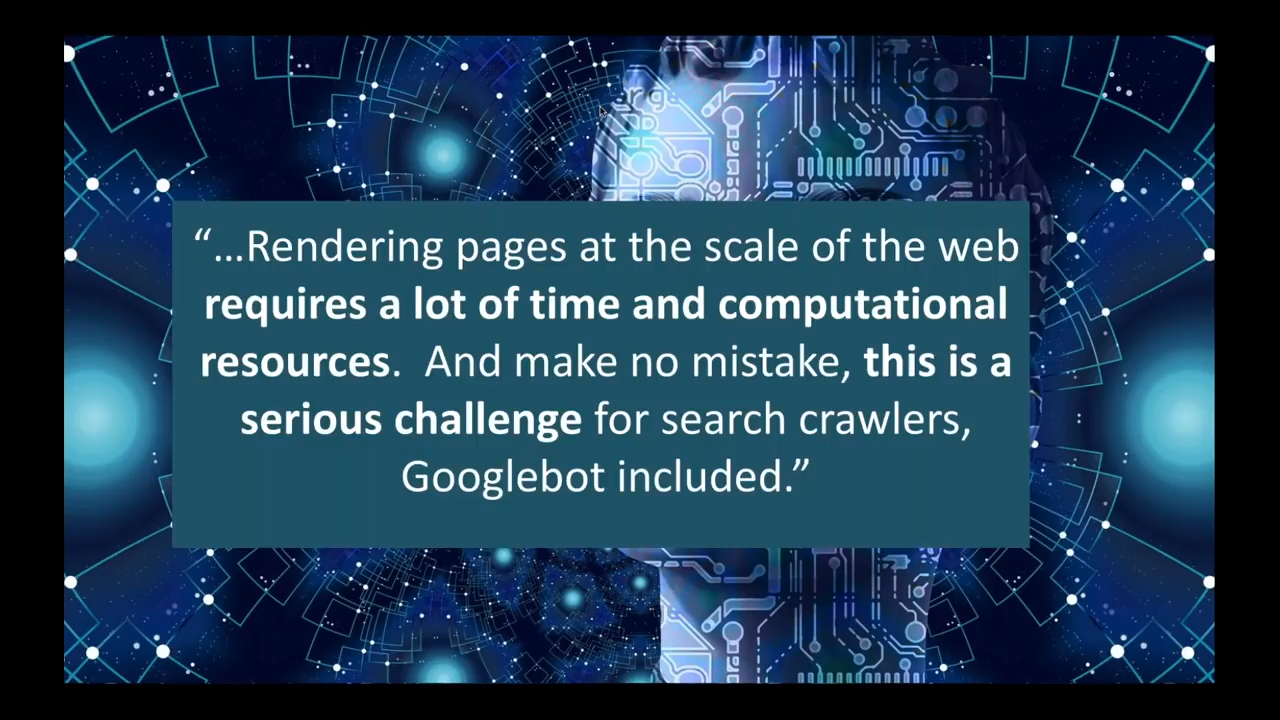 “...Rendering pages at the scale of the web
requires a lot of time and computational
resources.  And make no mistake, this is a
serious challenge for search crawlers,
Googlebot included.”